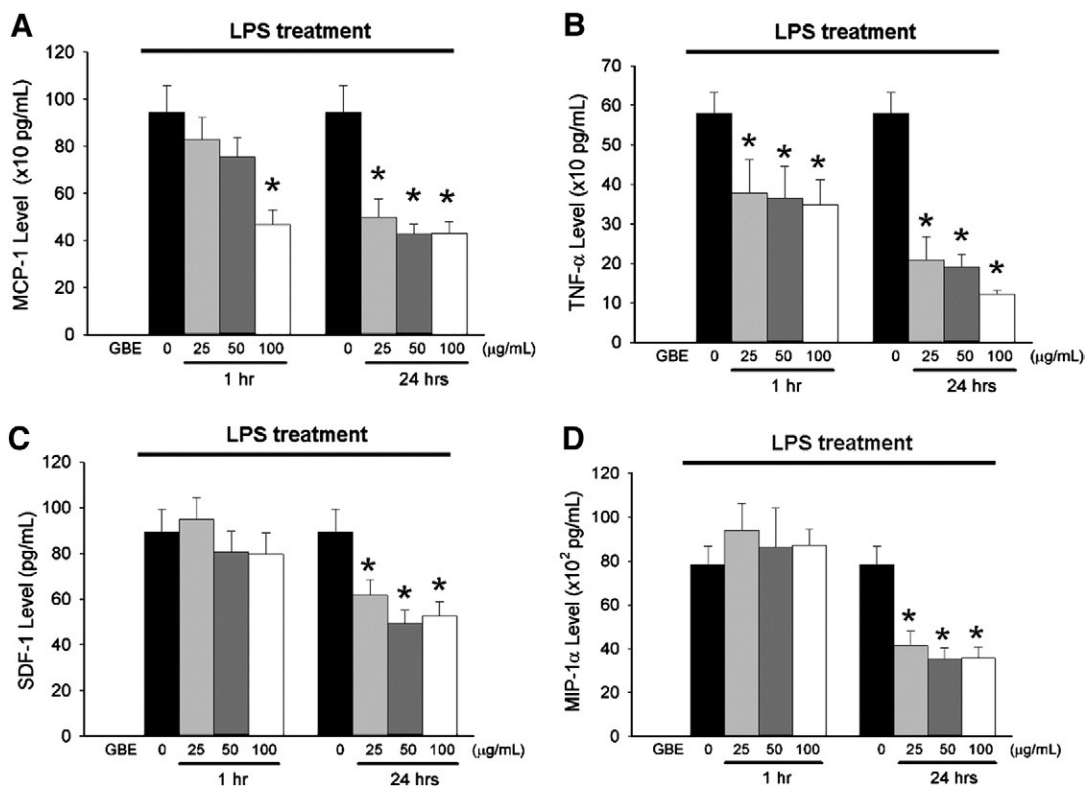 A
LPS treatment
MCP-1 Level (x10 pg/mL)
120
100
80
60
40
20
0
*
* * *
GBE 0 25 50 100 0 25 50 100 (μg/mL)
1 hr 24 hrs
B
LPS treatment
TNF-α Level (x10 pg/mL)
70
60
50
40
30
20
10
0
* * *
* * *
GBE 0 25 50 100 0 25 50 100 (μg/mL)
1 hr 24 hrs
C
LPS treatment
SDF-1 Level (pg/mL)
120
100
80
60
40
20
0
* * *
GBE 0 25 50 100 0 25 50 100 (μg/mL)
1 hr 24 hrs
D
LPS treatment
MIP-1α Level (x10² pg/mL)
120
100
80
60
40
20
0
* * *
GBE 0 25 50 100 0 25 50 100 (μg/mL)
1 hr 24 hrs